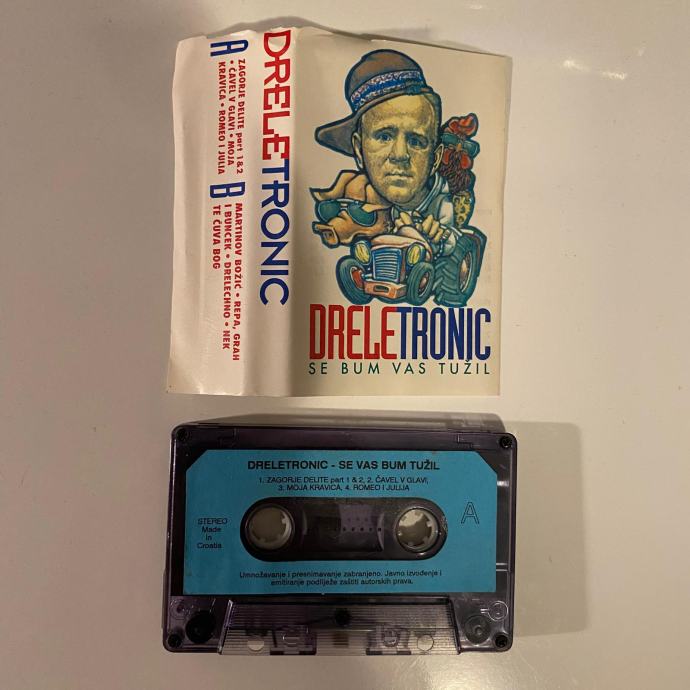 DRELETRONIC
A
ZAGORJE DELITE part 1 & 2
• ČAVEL V GLAVI • MOJA
KRAVICA • ROMEO I JULIA
B
MARTINOV BOŽIĆ • REPA, GRAH
I BUNCEK • DRELECHNO • NEK
TE ČUVA BOG
DRELETRONIC
SE BUM VAS TUŽIL
DRELETRONIC - SE VAS BUM TUŽIL
1. ZAGORJE DELITE part 1 & 2, 2. ČAVEL V GLAVI,
3. MOJA KRAVICA, 4. ROMEO I JULIJA
STEREO
Made
in
Croatia
A
Umnožavanje i presnimavanje zabranjeno. Javno izvođenje i
emitiranje podliježe zaštiti autorskih prava.